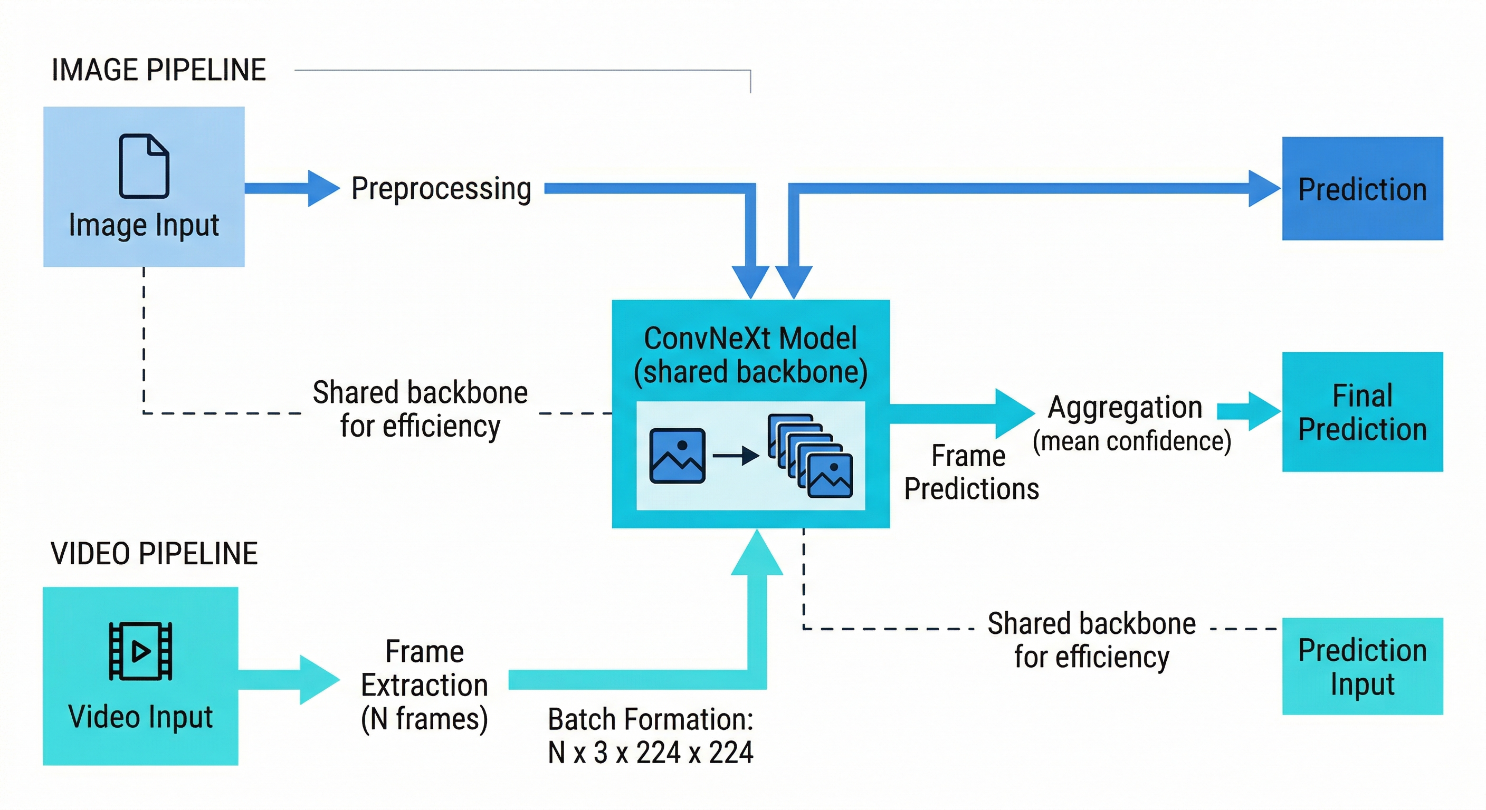 IMAGE PIPELINE
Image Input
Preprocessing
Prediction
ConvNeXt Model
(shared backbone)
Shared backbone
for efficiency
Frame
Predictions
Aggregation
(mean confidence)
Final
Prediction
VIDEO PIPELINE
Video Input
Frame
Extraction
(N frames)
Batch Formation:
N x 3 x 224 x 224
Shared backbone
for efficiency
Prediction
Input